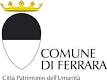 COMUNE
DI FERRARA
Città Patrimonio dell'Umanità